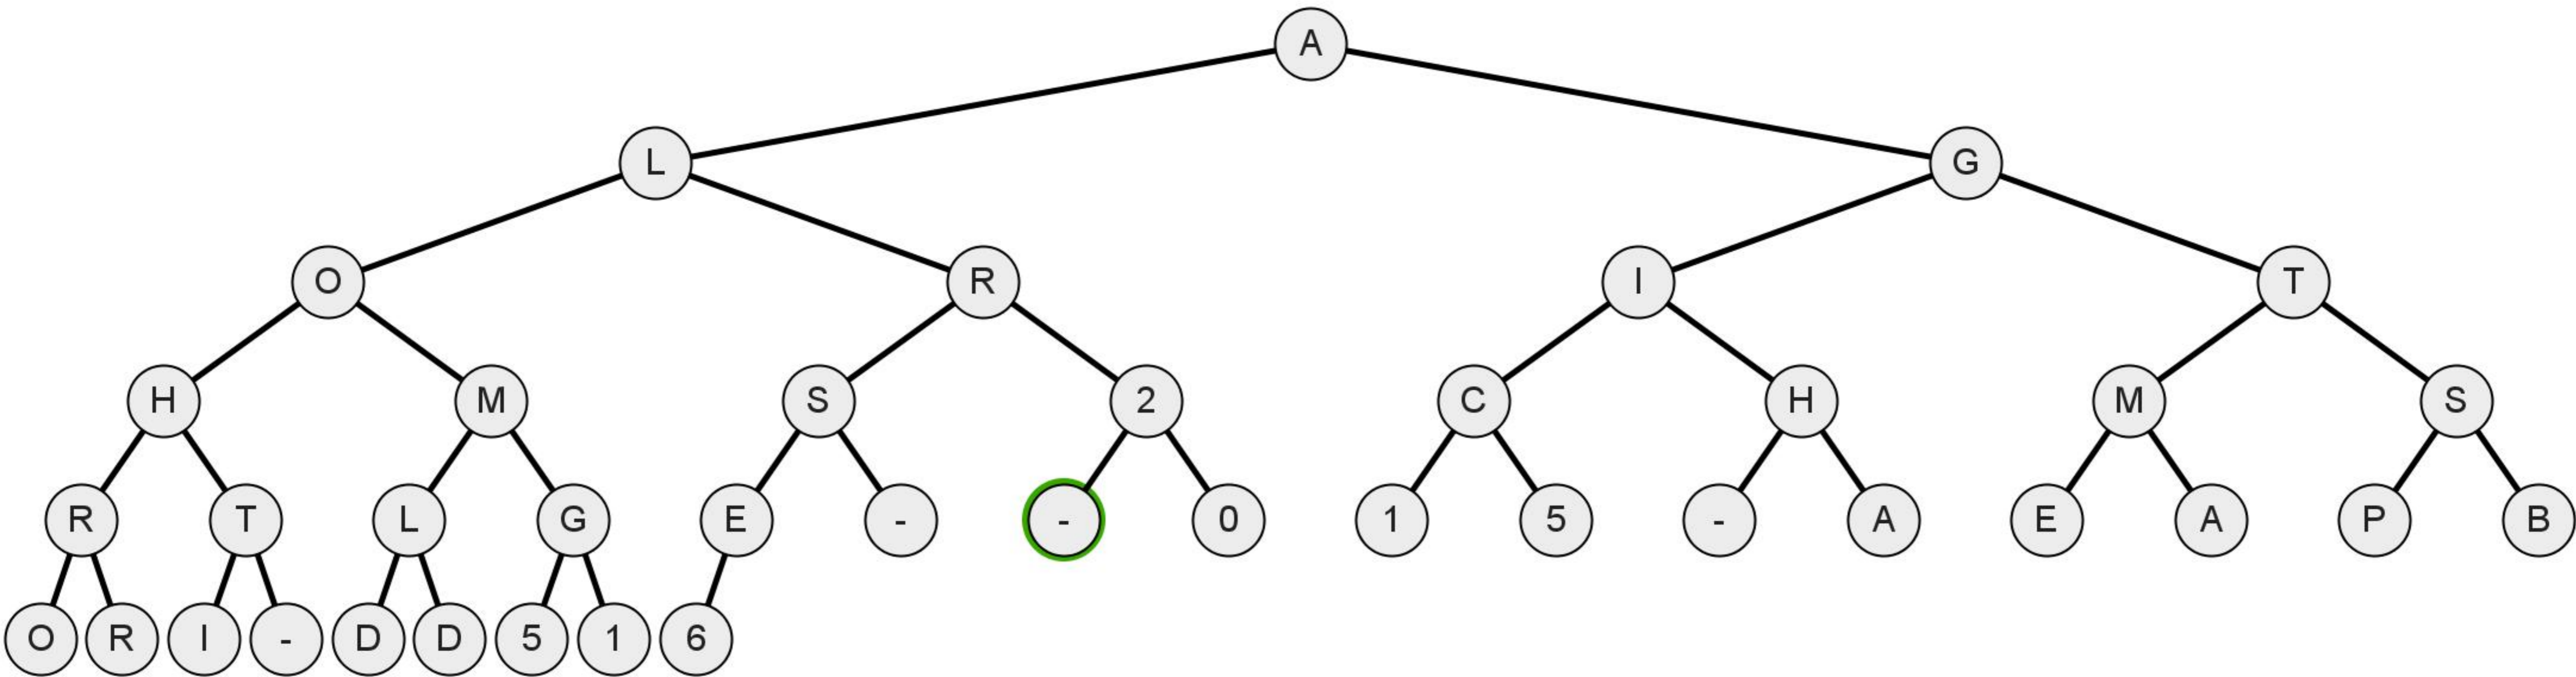 A
L G
O R I T
H M S 2 C H M S
R T L G E - - 0 1 5 - A E A P B
O R I - D D 5 1 6